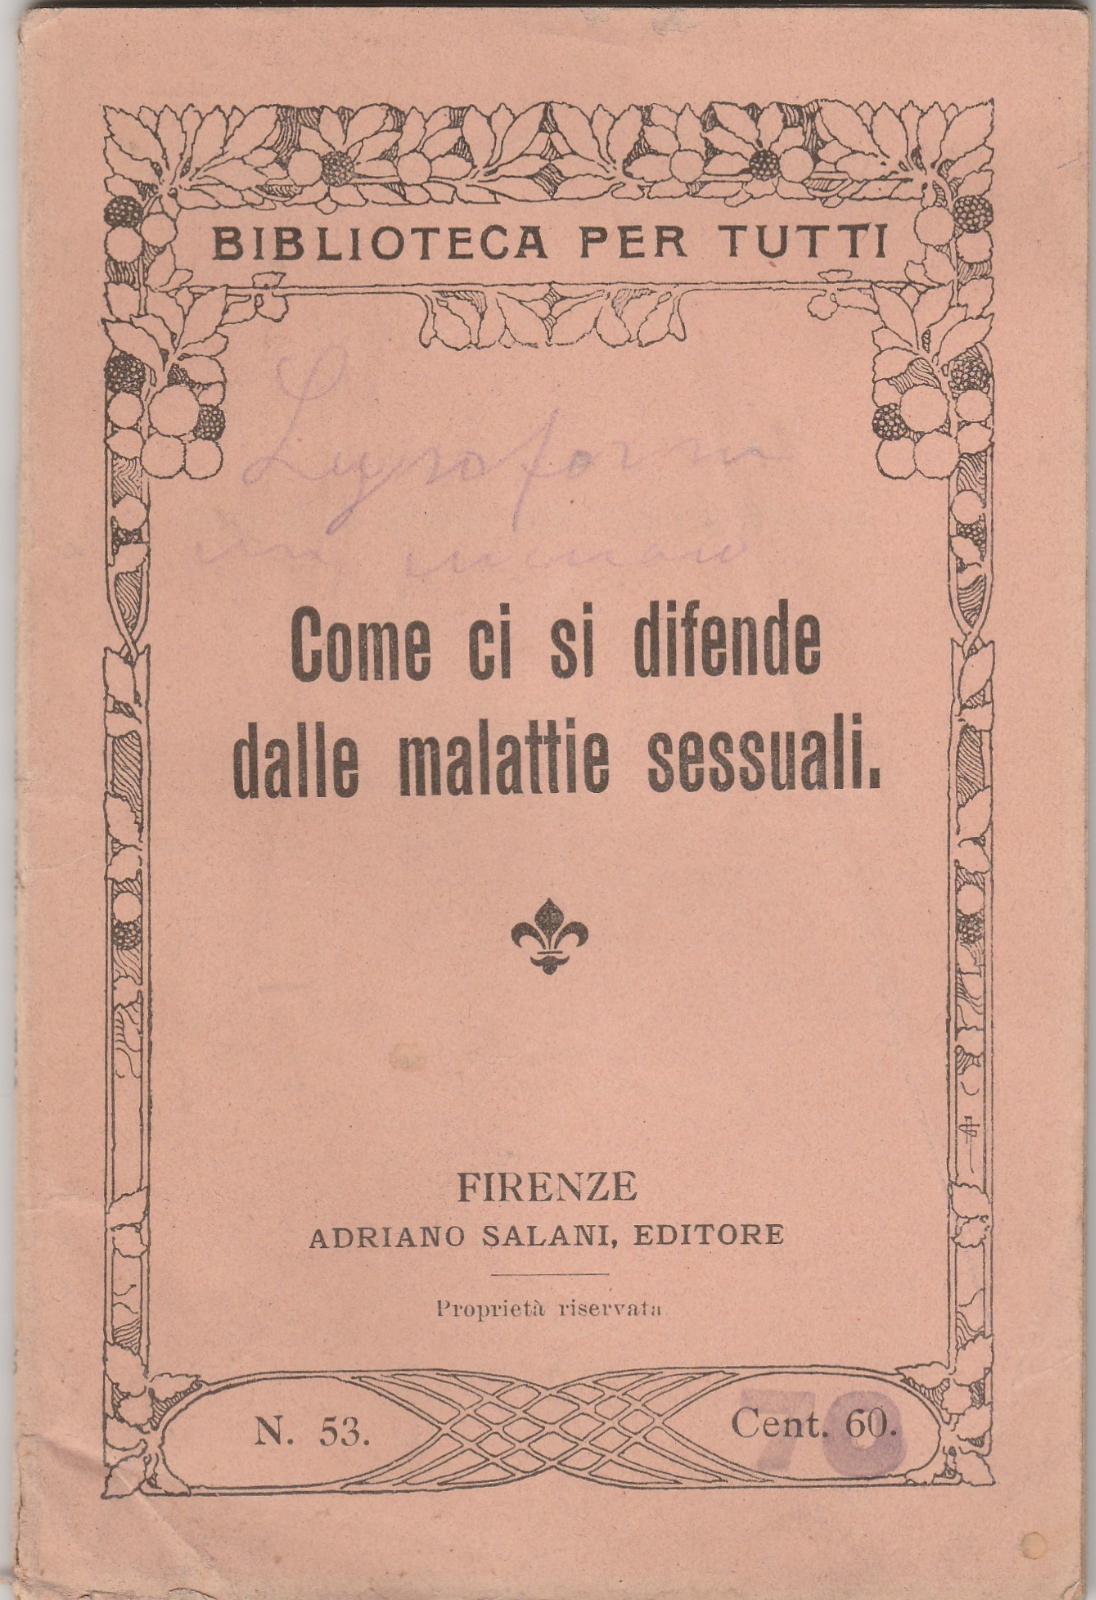 BIBLIOTECA PER TUTTI
Come ci si difende
dalle malattie sessuali.
FIRENZE
ADRIANO SALANI, EDITORE
Proprietà riservata
N. 53.
Cent. 60.
70